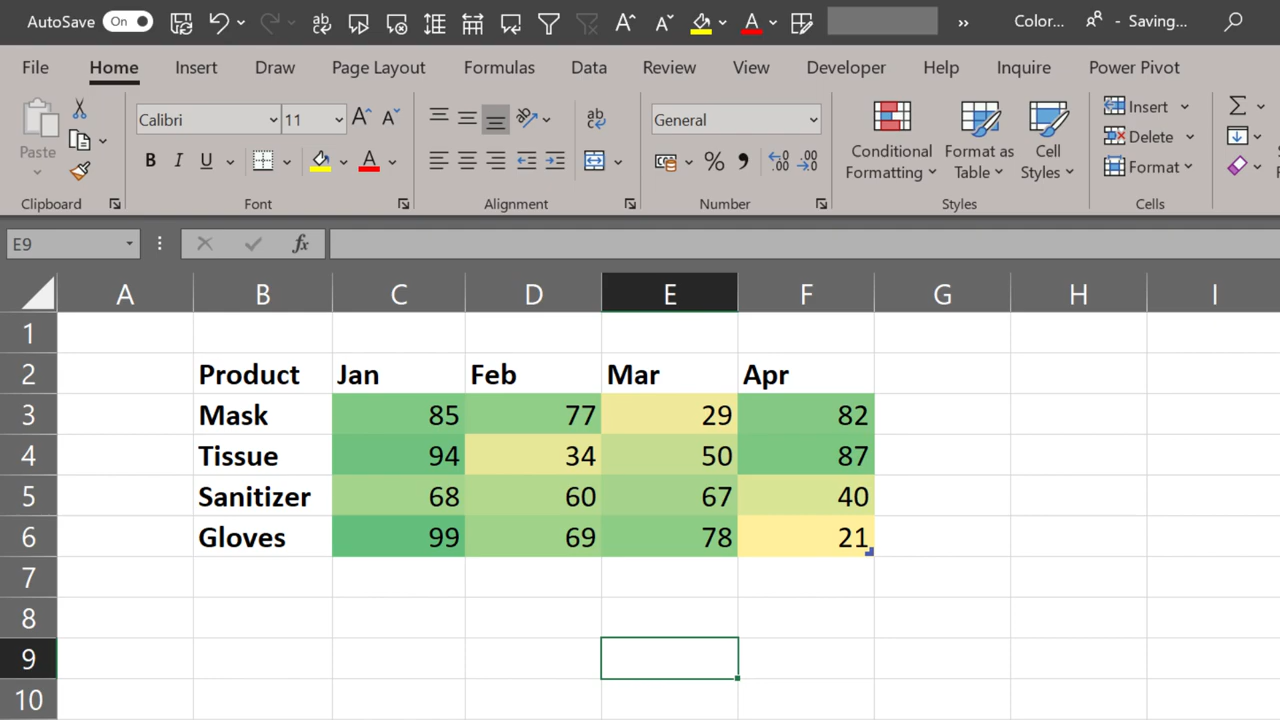 AutoSave On » Color... - Saving...
File Home Insert Draw Page Layout Formulas Data Review View Developer Help Inquire Power Pivot
Paste Calibri 11 General Conditional Formatting Format as Table Cell Styles Insert Delete Format
B I U % 
Clipboard Font Alignment Number Styles Cells
E9 fx
A B C D E F G H I
1
2 Product Jan Feb Mar Apr
3 Mask 85 77 29 82
4 Tissue 94 34 50 87
5 Sanitizer 68 60 67 40
6 Gloves 99 69 78 21
7
8
9
10